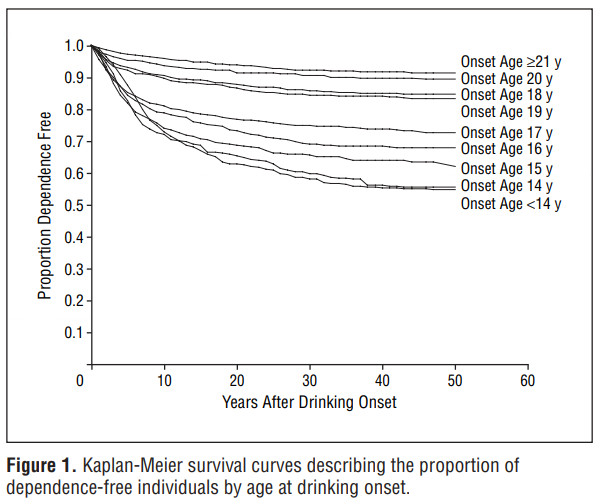 1.0
0.9
0.8
0.7
0.6
0.5
0.4
0.3
0.2
0.1
Proportion Dependence Free
Onset Age ≥21 y
Onset Age 20 y
Onset Age 18 y
Onset Age 19 y
Onset Age 17 y
Onset Age 16 y
Onset Age 15 y
Onset Age 14 y
Onset Age <14 y
0 10 20 30 40 50 60
Years After Drinking Onset
Figure 1. Kaplan-Meier survival curves describing the proportion of
dependence-free individuals by age at drinking onset.